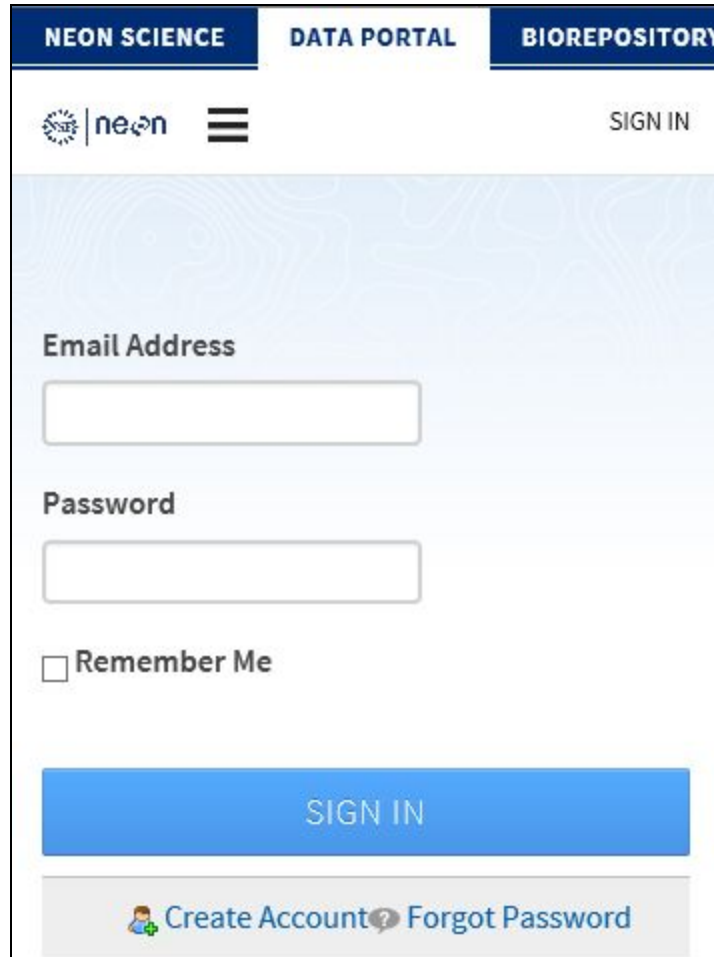 NEON SCIENCE DATA PORTAL BIOREPOSITORY
NSF neon SIGN IN
Email Address
Password
Remember Me
SIGN IN
Create Account ? Forgot Password